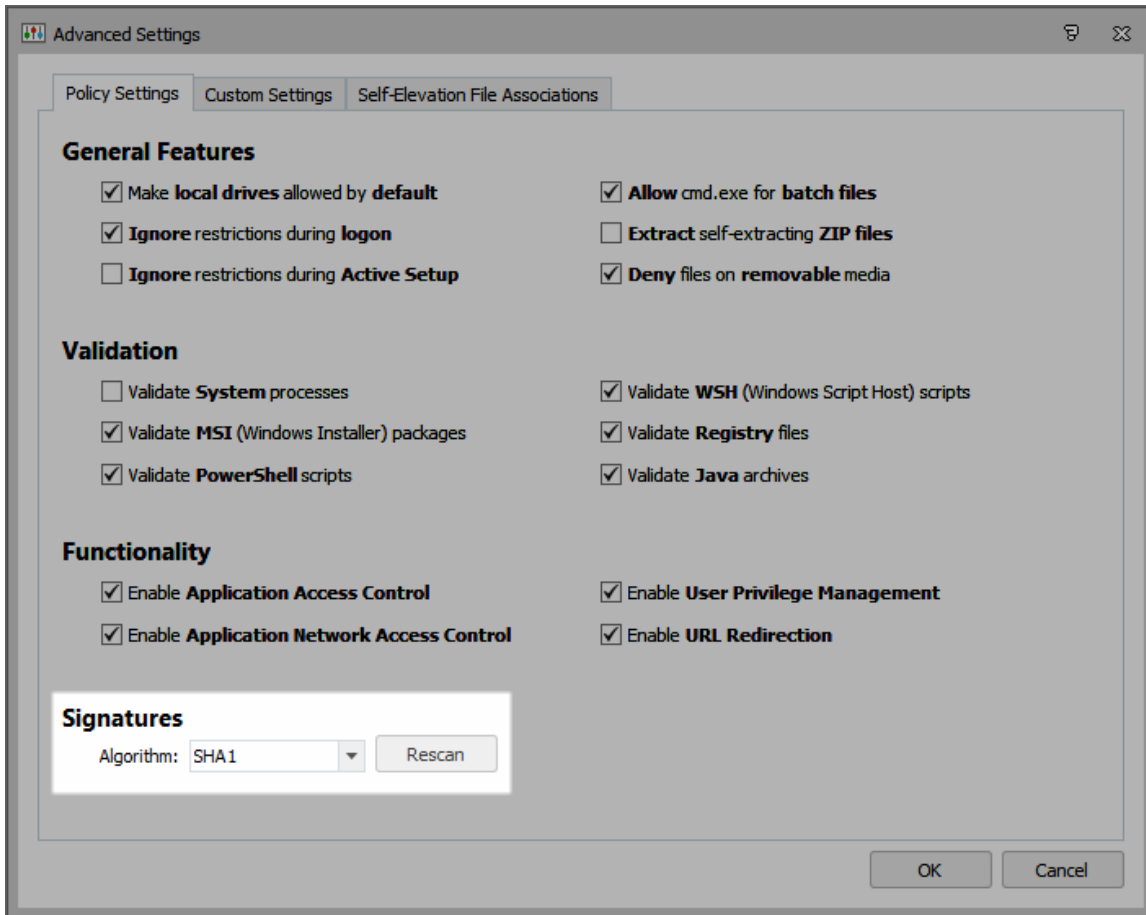 Advanced Settings
Policy Settings Custom Settings Self-Elevation File Associations
General Features
Make local drives allowed by default
Allow cmd.exe for batch files
Ignore restrictions during logon
Extract self-extracting ZIP files
Ignore restrictions during Active Setup
Deny files on removable media
Validation
Validate System processes
Validate WSH (Windows Script Host) scripts
Validate MSI (Windows Installer) packages
Validate Registry files
Validate PowerShell scripts
Validate Java archives
Functionality
Enable Application Access Control
Enable User Privilege Management
Enable Application Network Access Control
Enable URL Redirection
Signatures
Algorithm: SHA1 Rescan
OK Cancel